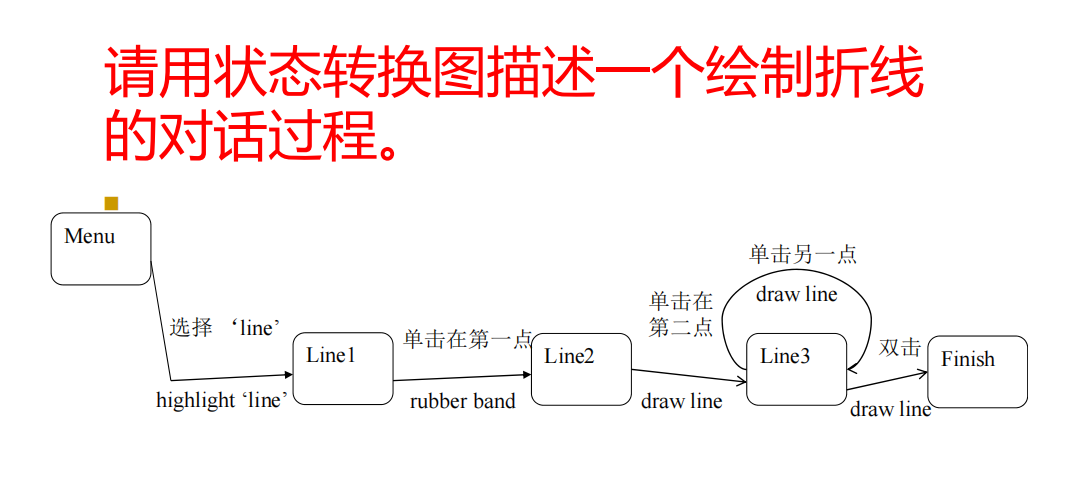 请用状态转换图描述一个绘制折线
的对话过程。
Menu
选择 ‘line’
highlight ‘line’
Line1
单击在第一点
rubber band
Line2
单击在
第二点
draw line
单击另一点
draw line
Line3
双击
draw line
Finish